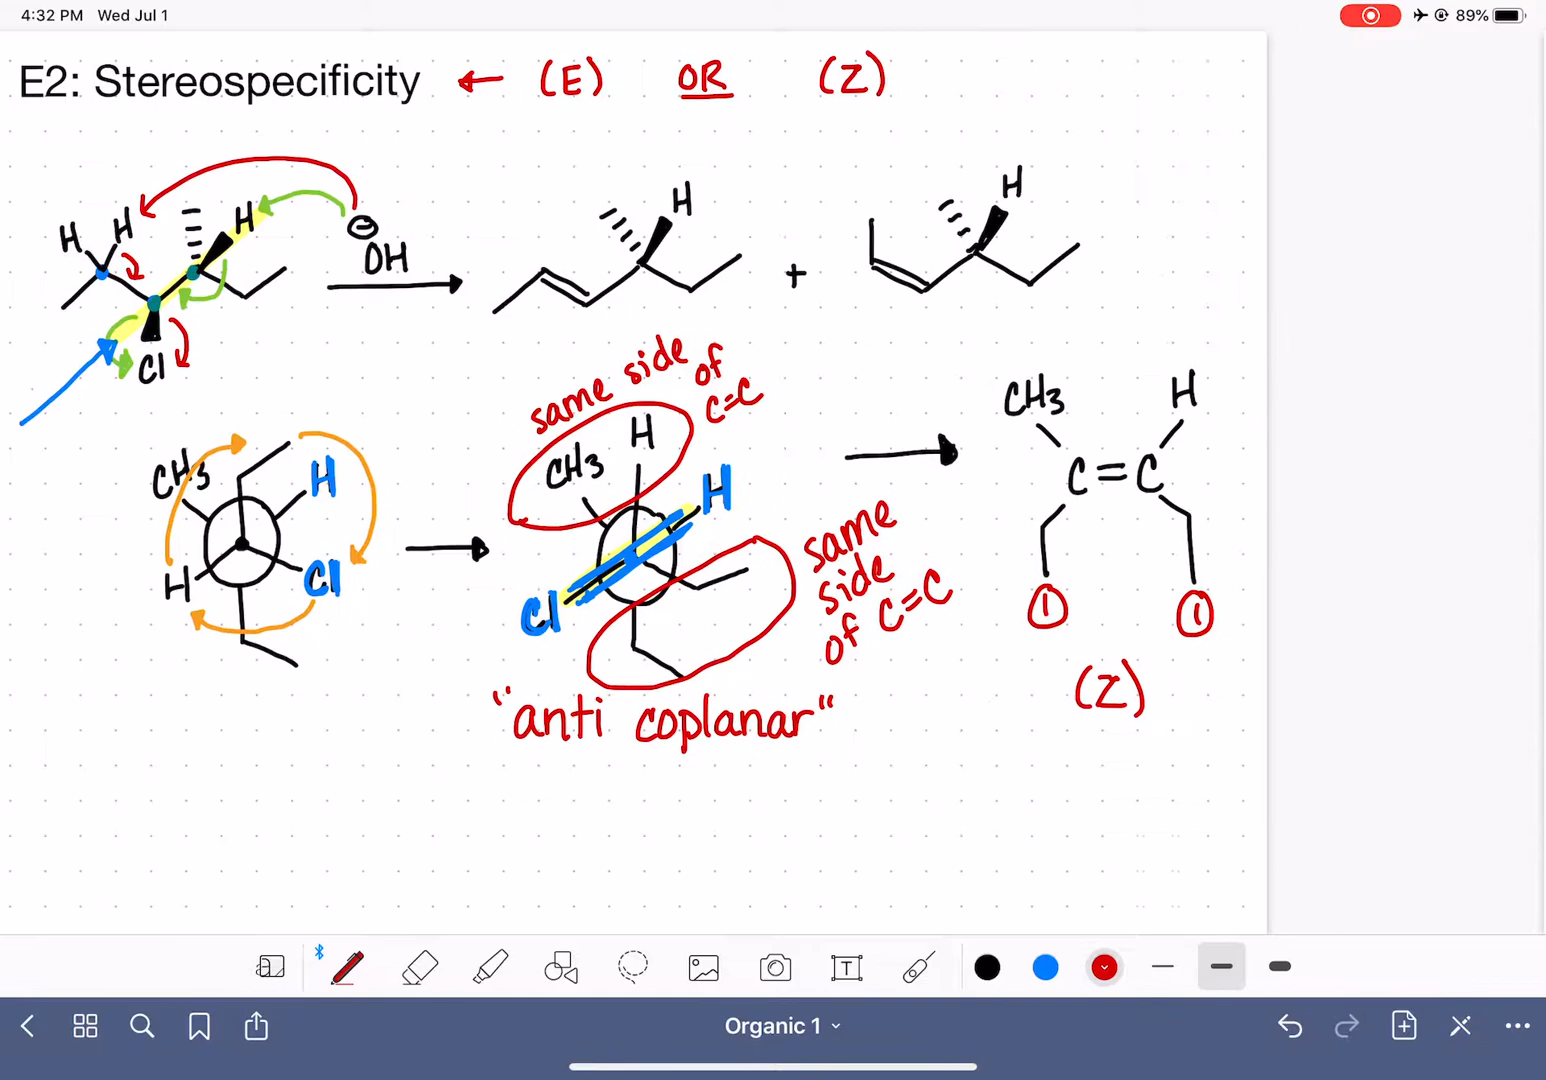 4:32 PM Wed Jul 1
89%
E2: Stereospecificity ← (E) OR (Z)
H H H ⊖
OH
Cl
H
+
H
same side of
C=C
CH3 H
H
Cl
CH3 H
H
Cl
same
side
of C=C
"anti coplanar"
CH3 H
C=C
1 1
(Z)
T
Organic 1